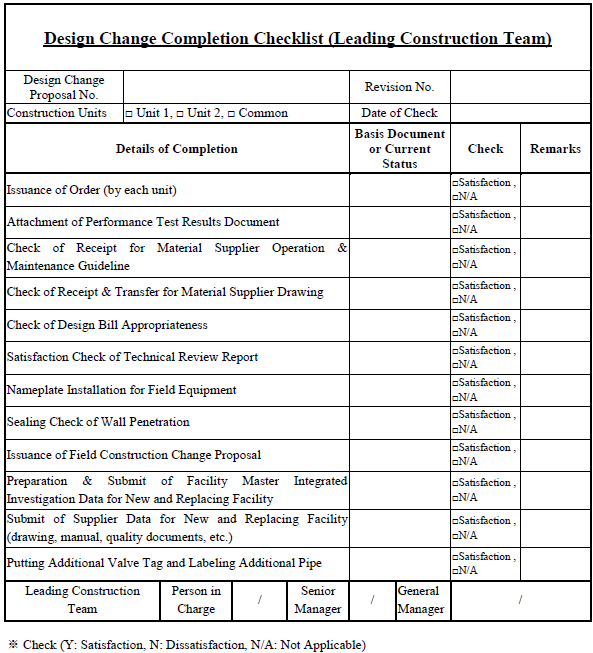 Design Change Completion Checklist (Leading Construction Team)
Design Change
Proposal No.
Revision No.
Construction Units
□ Unit 1, □ Unit 2, □ Common
Date of Check
Details of Completion
Basis Document
or Current
Status
Check
Remarks
Issuance of Order (by each unit)
□Satisfaction ,
□N/A
Attachment of Performance Test Results Document
□Satisfaction ,
□N/A
Check of Receipt for Material Supplier Operation &
Maintenance Guideline
□Satisfaction ,
□N/A
Check of Receipt & Transfer for Material Supplier Drawing
□Satisfaction ,
□N/A
Check of Design Bill Appropriateness
□Satisfaction ,
□N/A
Satisfaction Check of Technical Review Report
□Satisfaction ,
□N/A
Nameplate Installation for Field Equipment
□Satisfaction ,
□N/A
Sealing Check of Wall Penetration
□Satisfaction ,
□N/A
Issuance of Field Construction Change Proposal
□Satisfaction ,
□N/A
Preparation & Submit of Facility Master Integrated
Investigation Data for New and Replacing Facility
□Satisfaction ,
□N/A
Submit of Supplier Data for New and Replacing Facility
(drawing, manual, quality documents, etc.)
□Satisfaction ,
□N/A
Putting Additional Valve Tag and Labeling Additional Pipe
□Satisfaction ,
□N/A
Leading Construction
Team
Person in
Charge
/
Senior
Manager
/
General
Manager
/
※ Check (Y: Satisfaction, N: Dissatisfaction, N/A: Not Applicable)